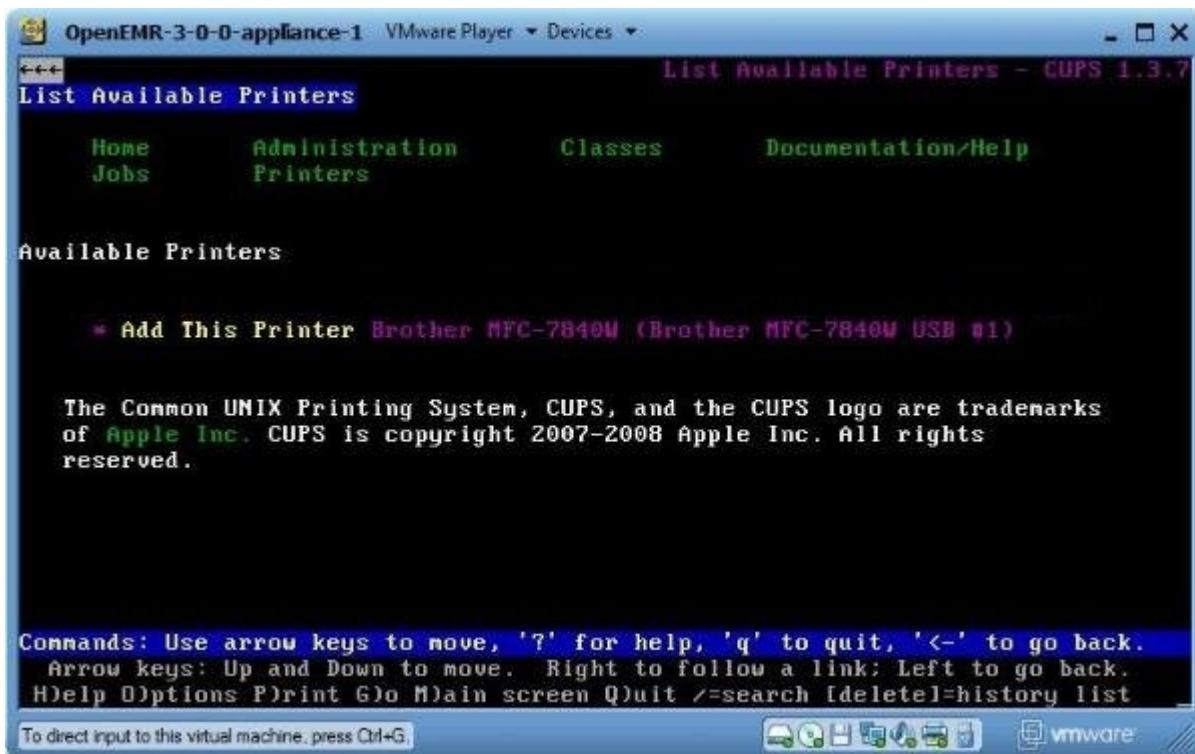 OpenEMR-3-0-0-appliance-1 VMware Player Devices
←←← List Available Printers - CUPS 1.3.7
List Available Printers
Home Administration Classes Documentation/Help
Jobs Printers
Available Printers
* Add This Printer Brother MFC-7840W (Brother MFC-7840W USB #1)
The Common UNIX Printing System, CUPS, and the CUPS logo are trademarks
of Apple Inc. CUPS is copyright 2007-2008 Apple Inc. All rights
reserved.
Commands: Use arrow keys to move, '?' for help, 'q' to quit, '<-' to go back.
Arrow keys: Up and Down to move. Right to follow a link; Left to go back.
H)elp O)ptions P)rint G)o M)ain screen Q)uit /=search [delete]=history list
To direct input to this virtual machine, press Ctrl+G. vmware